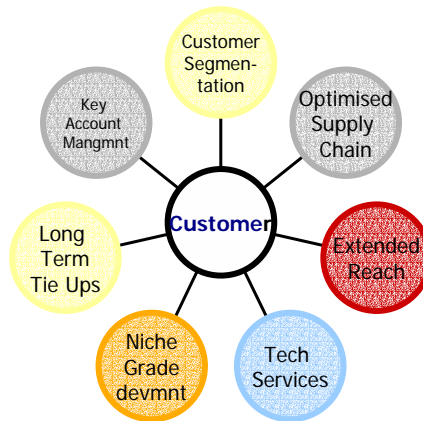 Customer
Segmen-
tation
Optimised
Supply
Chain
Extended
Reach
Tech
Services
Niche
Grade
devmnt
Long
Term
Tie Ups
Key
Account
Mangmnt
Customer